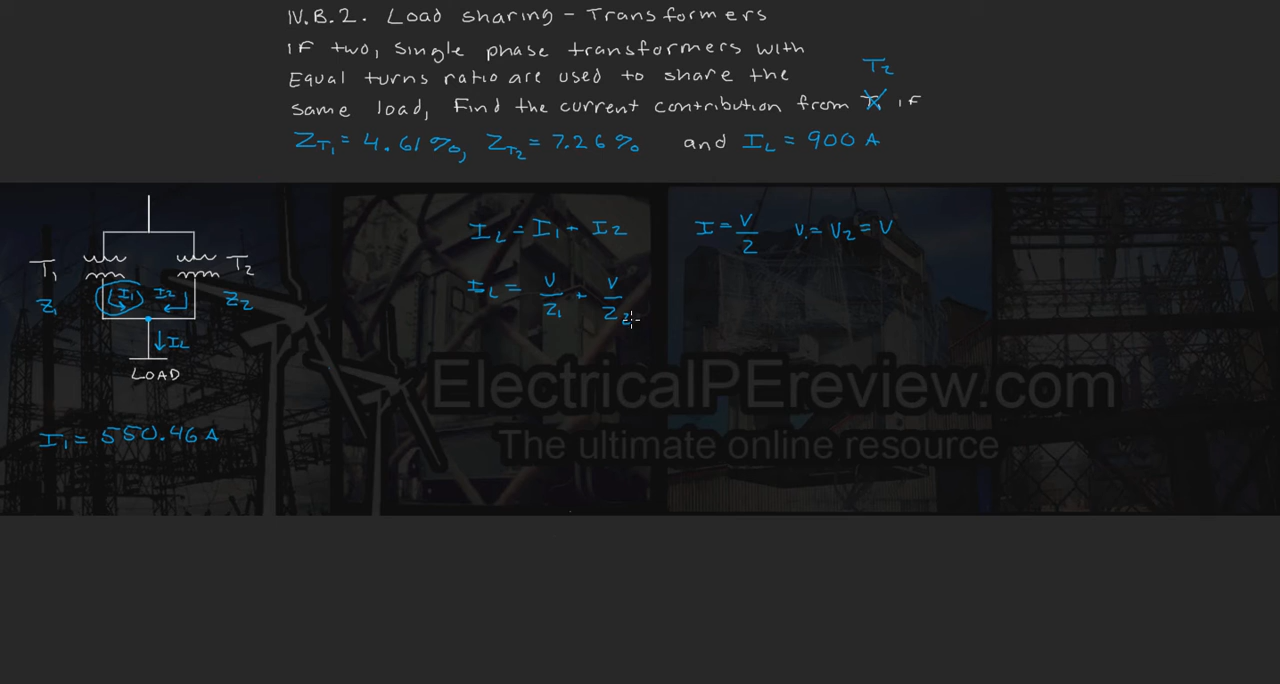 IV.B.2. Load sharing - Transformers
IF two, single phase transformers with
Equal turns ratio are used to share the
T2
same load, Find the current contribution from T1 IF
ZT1 = 4.61%, ZT2 = 7.26% and IL = 900 A
IL = I1 + I2
I = V/2 V1 = V2 = V
T1
T2
Z1
I1 I2
Z2
IL = V/Z1 + V/Z2
IL
LOAD
ElectricalPEreview.com
I1 = 550.46 A
The ultimate online resource